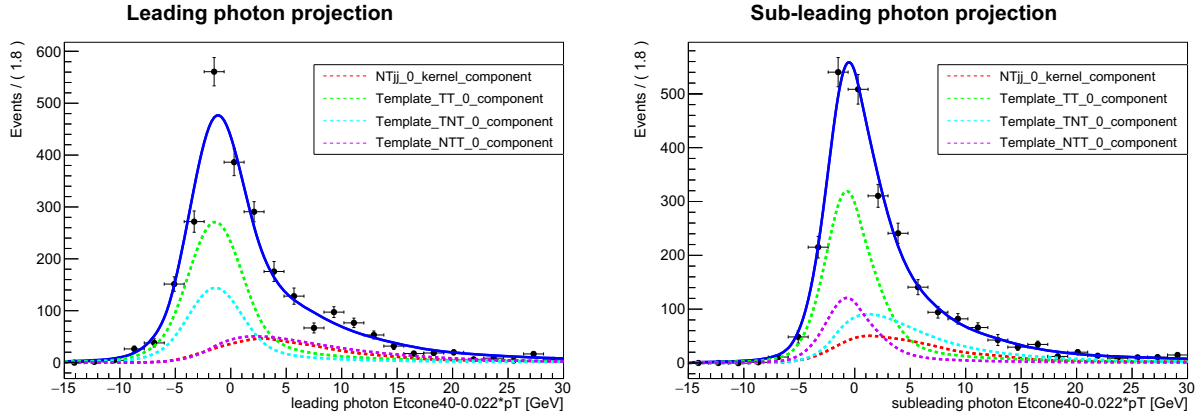 Leading photon projection
Events / ( 1.8 )
600
500
400
300
200
100
0
NTjj_0_kernel_component
Template_TT_0_component
Template_TNT_0_component
Template_NTT_0_component
−15 −10 −5 0 5 10 15 20 25 30
leading photon Etcone40-0.022*pT [GeV]
Sub-leading photon projection
Events / ( 1.8 )
500
400
300
200
100
0
NTjj_0_kernel_component
Template_TT_0_component
Template_TNT_0_component
Template_NTT_0_component
−15 −10 −5 0 5 10 15 20 25 30
subleading photon Etcone40-0.022*pT [GeV]